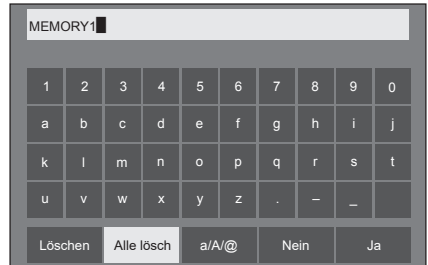 MEMORY1
1 2 3 4 5 6 7 8 9 0
a b c d e f g h i j
k l m n o p q r s t
u v w x y z . – _
Löschen Alle lösch a/A/@ Nein Ja